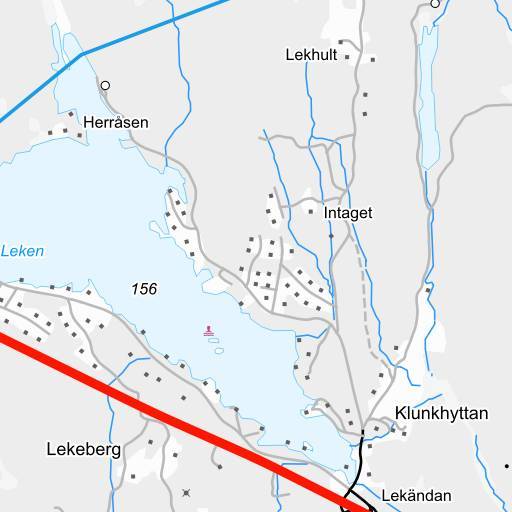 Lekhult
Herråsen
Intaget
Leken
156
Klunkhyttan
Lekeberg
Lekändan